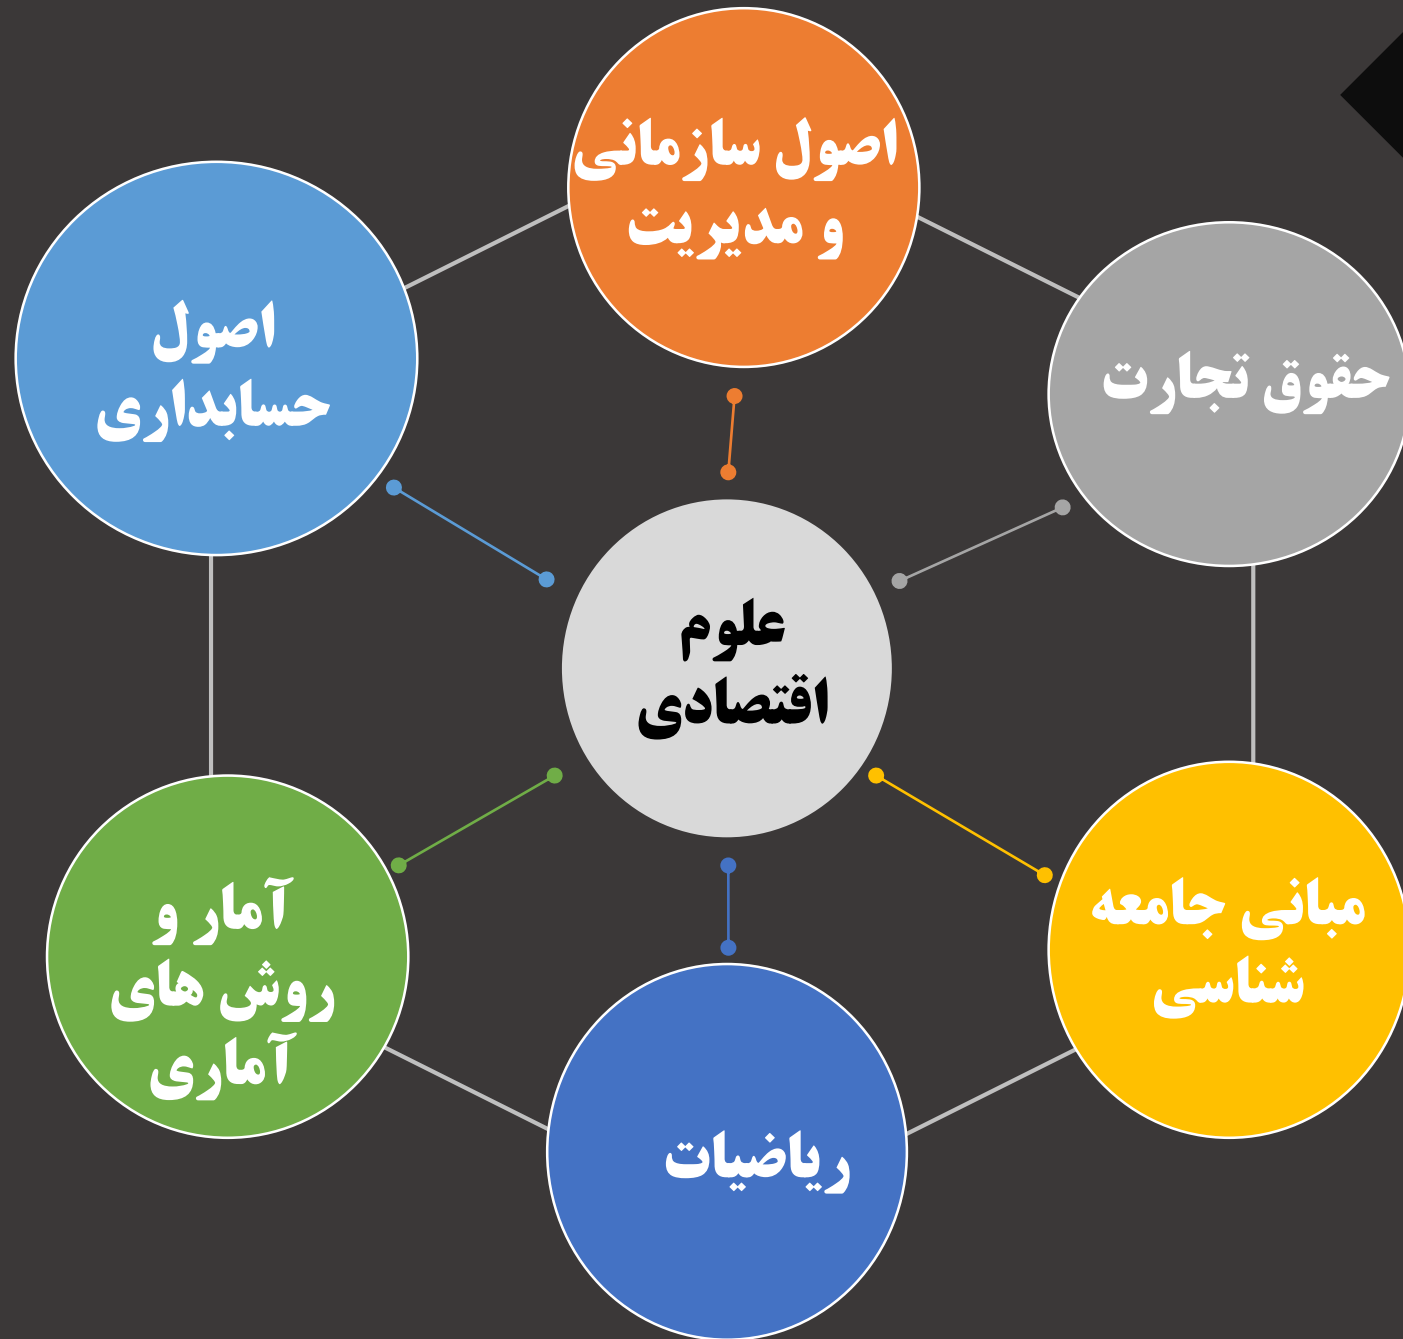 اصول سازمانی
و مدیریت
حقوق تجارت
اصول
حسابداری
علوم
اقتصادی
مبانی جامعه
شناسی
آمار و
روش های
آماری
ریاضیات